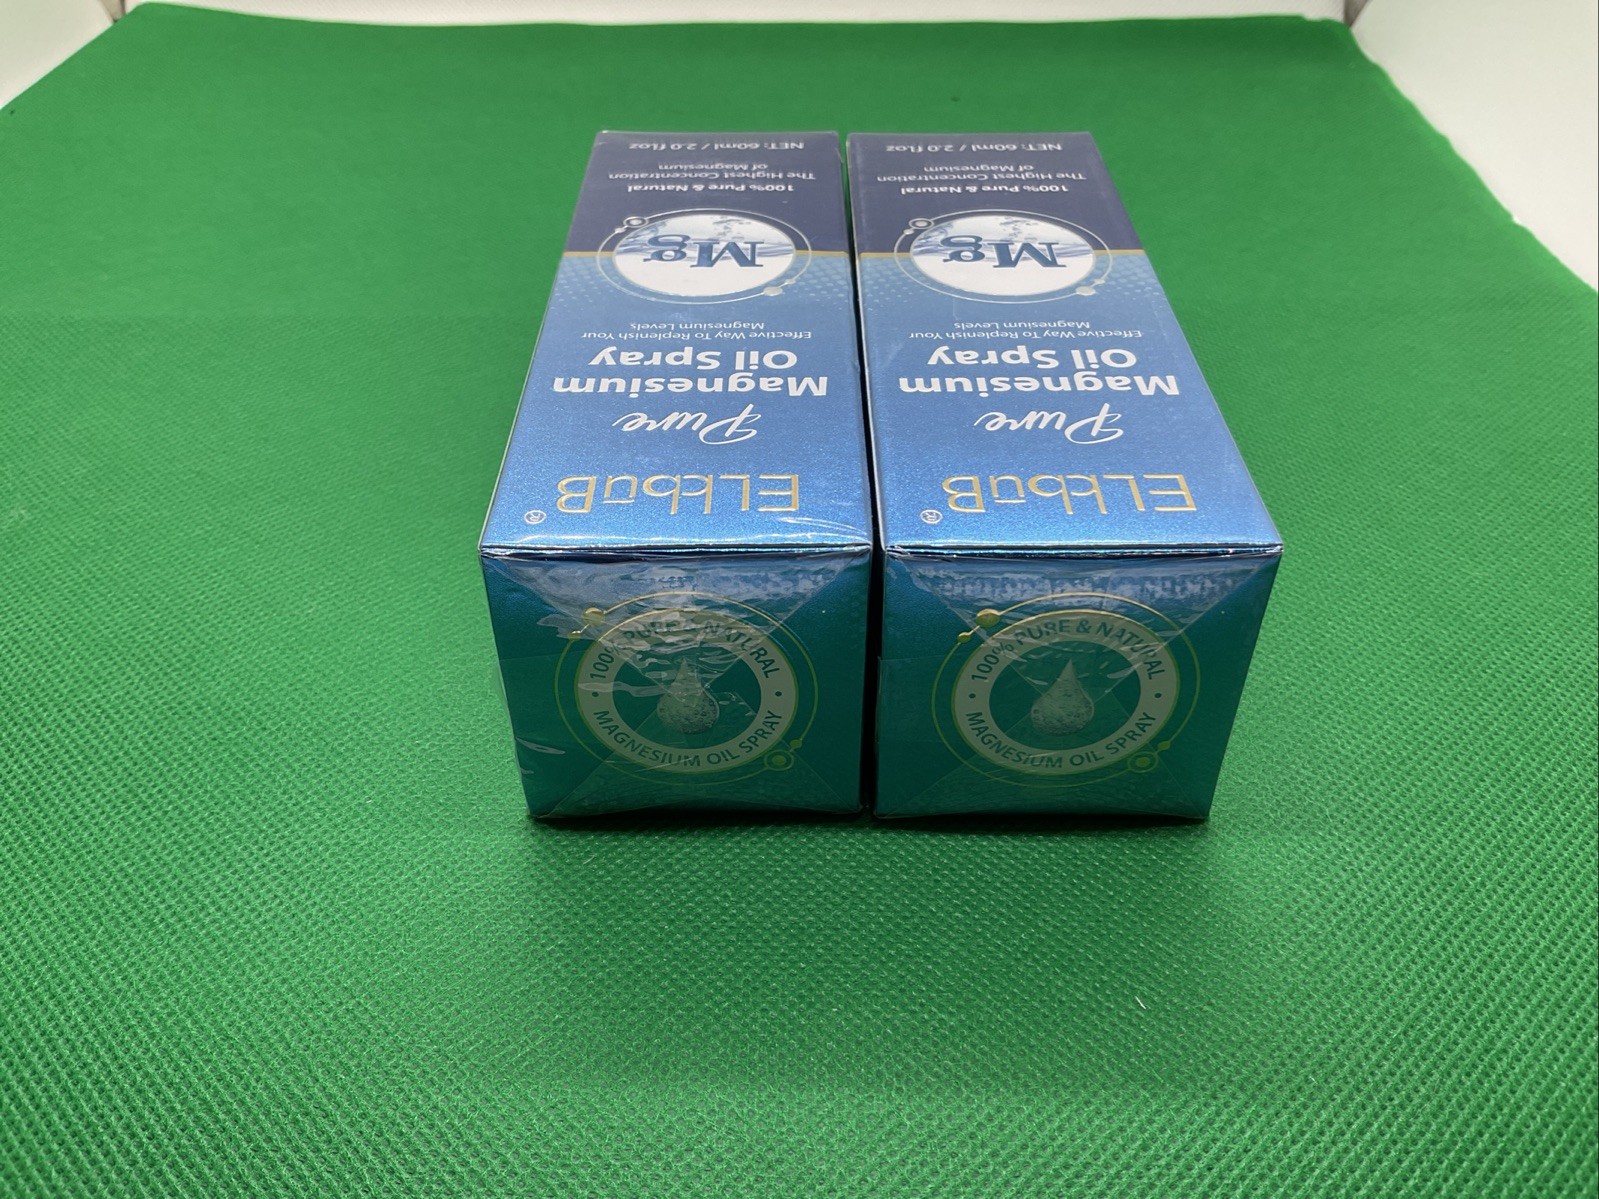 ELbbūB®
Pure
Magnesium
Oil Spray
Effective Way To Replenish Your
Magnesium Levels
Mg
100% Pure & Natural
The Highest Concentration
of Magnesium
NET: 60ml / 2.0 fl.oz
100% PURE & NATURAL
MAGNESIUM OIL SPRAY
ELbbūB®
Pure
Magnesium
Oil Spray
Effective Way To Replenish Your
Magnesium Levels
Mg
100% Pure & Natural
The Highest Concentration
of Magnesium
NET: 60ml / 2.0 fl.oz
100% PURE & NATURAL
MAGNESIUM OIL SPRAY